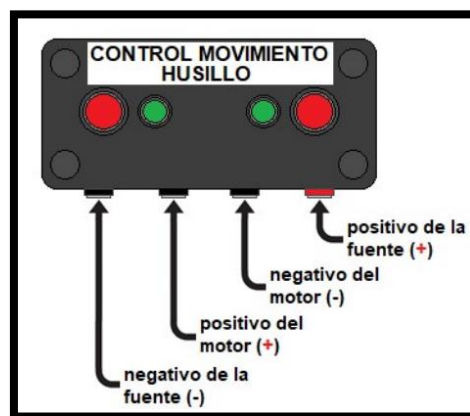 CONTROL MOVIMIENTO
HUSILLO
positivo de la
fuente (+)
negativo del
motor (-)
positivo del
motor (+)
negativo de la
fuente (-)